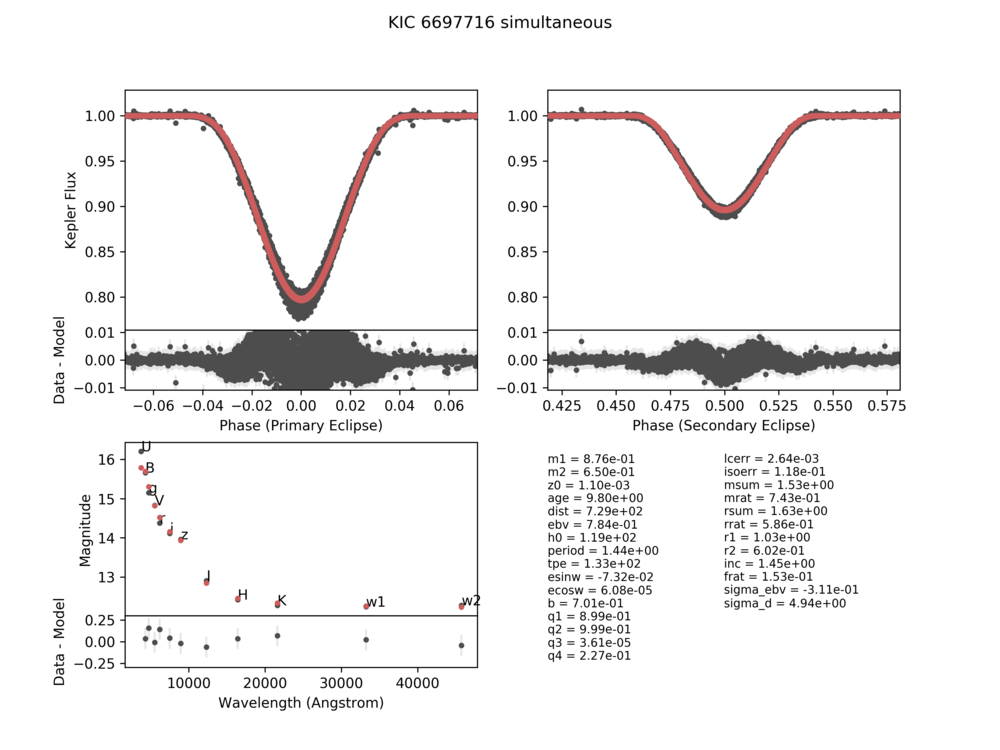 KIC 6697716 simultaneous
Kepler Flux
1.00
0.95
0.90
0.85
0.80
1.00
0.95
0.90
0.85
0.80
Data - Model
0.01
0.00
−0.01
0.01
0.00
−0.01
−0.06 −0.04 −0.02 0.00 0.02 0.04 0.06
0.425 0.450 0.475 0.500 0.525 0.550 0.575
Phase (Primary Eclipse)
Phase (Secondary Eclipse)
Magnitude
16
15
14
13
U
B
g
V
r
i
z
J
H
K
w1
w2
Data - Model
0.25
0.00
−0.25
10000 20000 30000 40000
Wavelength (Angstrom)
m1 = 8.76e-01
m2 = 6.50e-01
z0 = 1.10e-03
age = 9.80e+00
dist = 7.29e+02
ebv = 7.84e-01
h0 = 1.19e+02
period = 1.44e+00
tpe = 1.33e+02
esinw = -7.32e-02
ecosw = 6.08e-05
b = 7.01e-01
q1 = 8.99e-01
q2 = 9.99e-01
q3 = 3.61e-05
q4 = 2.27e-01
lcerr = 2.64e-03
isoerr = 1.18e-01
msum = 1.53e+00
mrat = 7.43e-01
rsum = 1.63e+00
rrat = 5.86e-01
r1 = 1.03e+00
r2 = 6.02e-01
inc = 1.45e+00
frat = 1.53e-01
sigma_ebv = -3.11e-01
sigma_d = 4.94e+00